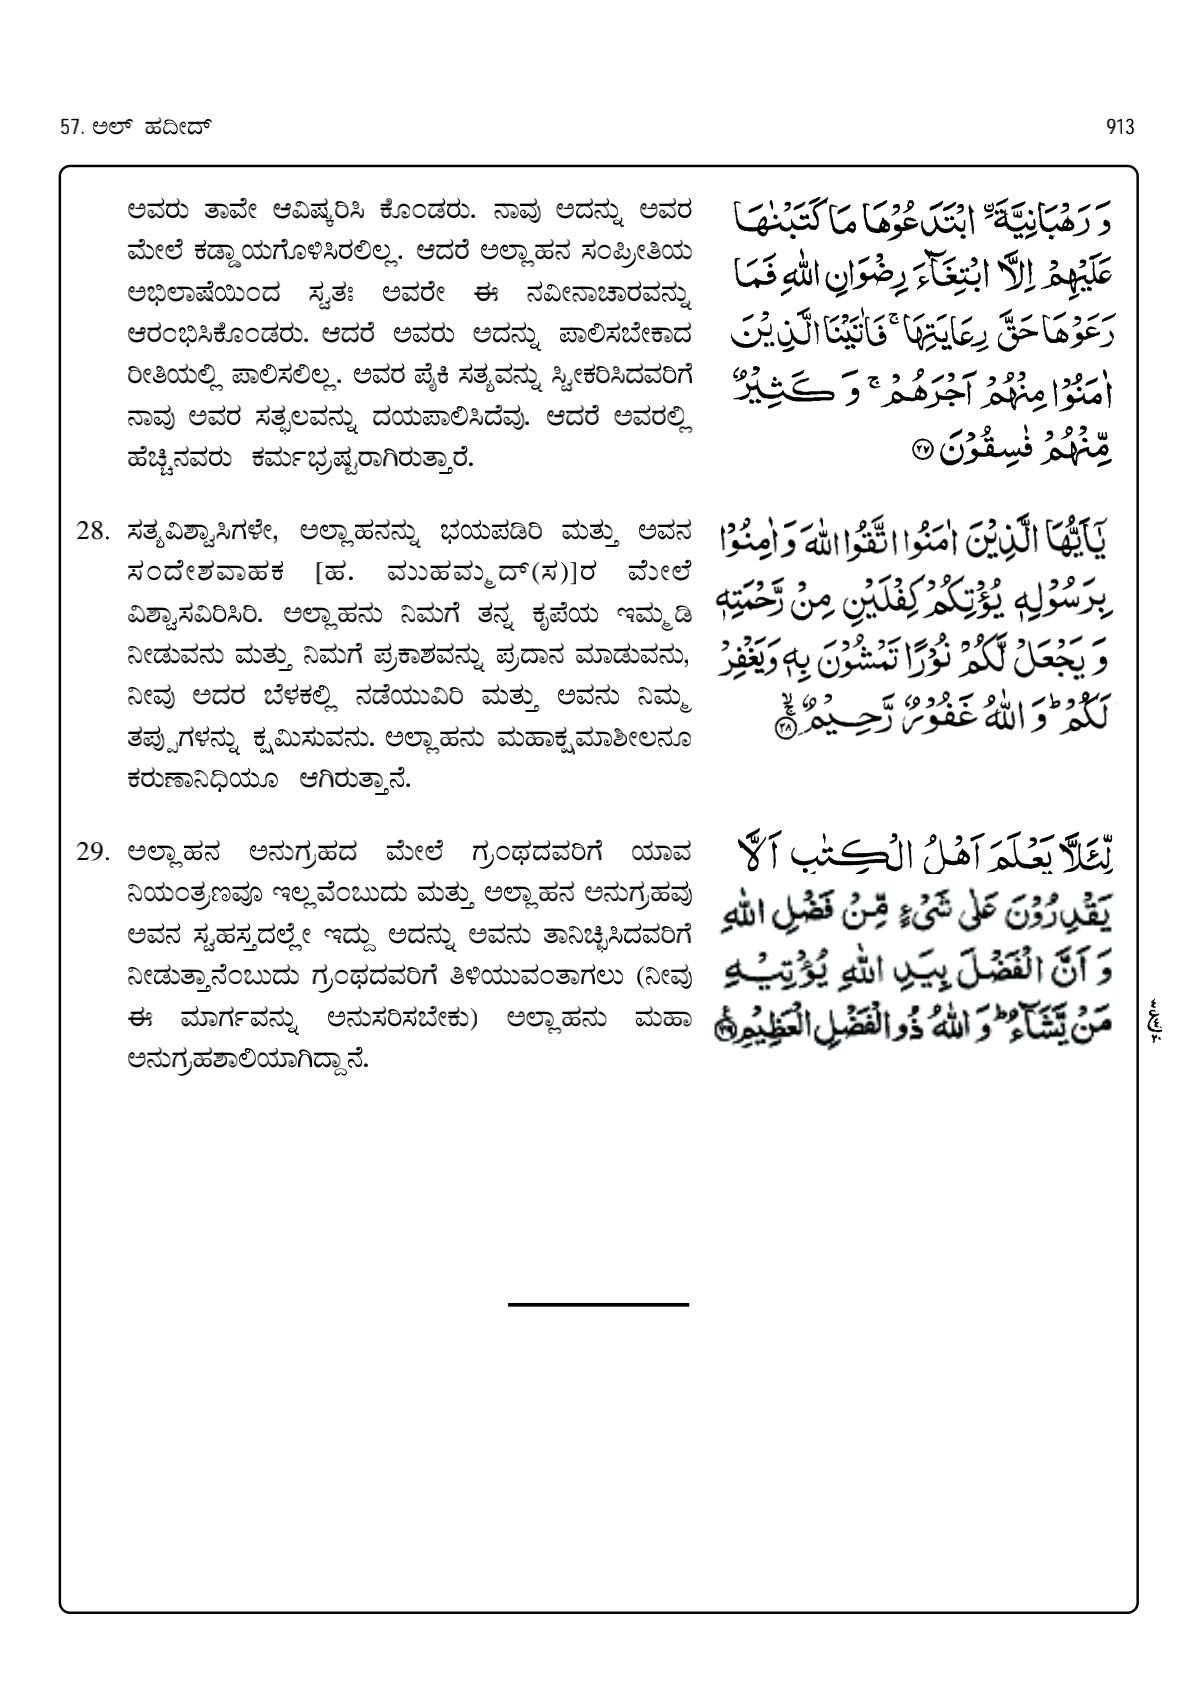 57. ಅಲ್ ಹದೀದ್
913
ಅವರು ತಾವೇ ಆವಿಷ್ಕರಿಸಿ ಕೊಂಡರು. ನಾವು ಅದನ್ನು ಅವರ
ಮೇಲೆ ಕಡ್ಡಾಯಗೊಳಿಸಿರಲಿಲ್ಲ. ಆದರೆ ಅಲ್ಲಾಹನ ಸಂಪ್ರೀತಿಯ
ಅಭಿಲಾಷೆಯಿಂದ ಸ್ವತಃ ಅವರೇ ಈ ನವೀನಾಚಾರವನ್ನು
ಆರಂಭಿಸಿಕೊಂಡರು. ಆದರೆ ಅವರು ಅದನ್ನು ಪಾಲಿಸಬೇಕಾದ
ರೀತಿಯಲ್ಲಿ ಪಾಲಿಸಲಿಲ್ಲ. ಅವರ ಪೈಕಿ ಸತ್ಯವನ್ನು ಸ್ವೀಕರಿಸಿದವರಿಗೆ
ನಾವು ಅವರ ಸತ್ಫಲವನ್ನು ದಯಪಾಲಿಸಿದೆವು. ಆದರೆ ಅವರಲ್ಲಿ
ಹೆಚ್ಚಿನವರು ಕರ್ಮಭ್ರಷ್ಟರಾಗಿರುತ್ತಾರೆ.
وَ رَهْبَانِيَّةَ ۨ ابْتَدَعُوْهَا مَا كَتَبْنٰهَا
عَلَيْهِمْ اِلَّا ابْتِغَآءَ رِضْوَانِ اللّٰهِ فَمَا
رَعَوْهَا حَقَّ رِعَايَتِهَا ۚ فَاٰتَيْنَا الَّذِيْنَ
اٰمَنُوْا مِنْهُمْ اَجْرَهُمْ ۚ وَ كَثِيْرٌ
مِّنْهُمْ فٰسِقُوْنَ ۲۷
28. ಸತ್ಯವಿಶ್ವಾಸಿಗಳೇ, ಅಲ್ಲಾಹನನ್ನು ಭಯಪಡಿರಿ ಮತ್ತು ಅವನ
ಸಂದೇಶವಾಹಕ [ಹ. ಮುಹಮ್ಮದ್(ಸ)]ರ ಮೇಲೆ
ವಿಶ್ವಾಸವಿರಿಸಿರಿ. ಅಲ್ಲಾಹನು ನಿಮಗೆ ತನ್ನ ಕೃಪೆಯ ಇಮ್ಮಡಿ
ನೀಡುವನು ಮತ್ತು ನಿಮಗೆ ಪ್ರಕಾಶವನ್ನು ಪ್ರದಾನ ಮಾಡುವನು,
ನೀವು ಅದರ ಬೆಳಕಲ್ಲಿ ನಡೆಯುವಿರಿ ಮತ್ತು ಅವನು ನಿಮ್ಮ
ತಪ್ಪುಗಳನ್ನು ಕ್ಷಮಿಸುವನು. ಅಲ್ಲಾಹನು ಮಹಾಕ್ಷಮಾಶೀಲನೂ
ಕರುಣಾನಿಧಿಯೂ ಆಗಿರುತ್ತಾನೆ.
يٰٓاَيُّهَا الَّذِيْنَ اٰمَنُوا اتَّقُوا اللّٰهَ وَ اٰمِنُوْا
بِرَسُوْلِهٖ يُؤْتِكُمْ كِفْلَيْنِ مِنْ رَّحْمَتِهٖ
وَ يَجْعَلْ لَّكُمْ نُوْرًا تَمْشُوْنَ بِهٖ وَيَغْفِرْ
لَكُمْ ؕ وَ اللّٰهُ غَفُوْرٌ رَّحِيْمٌ ۲۸ ۙ
29. ಅಲ್ಲಾಹನ ಅನುಗ್ರಹದ ಮೇಲೆ ಗ್ರಂಥದವರಿಗೆ ಯಾವ
ನಿಯಂತ್ರಣವೂ ಇಲ್ಲವೆಂಬುದು ಮತ್ತು ಅಲ್ಲಾಹನ ಅನುಗ್ರಹವು
ಅವನ ಸ್ವಹಸ್ತದಲ್ಲೇ ಇದ್ದು ಅದನ್ನು ಅವನು ತಾನಿಚ್ಛಿಸಿದವರಿಗೆ
ನೀಡುತ್ತಾನೆಂಬುದು ಗ್ರಂಥದವರಿಗೆ ತಿಳಿಯುವಂತಾಗಲು (ನೀವು
ಈ ಮಾರ್ಗವನ್ನು ಅನುಸರಿಸಬೇಕು) ಅಲ್ಲಾಹನು ಮಹಾ
ಅನುಗ್ರಹಶಾಲಿಯಾಗಿದ್ದಾನೆ.
لِّئَلَّا يَعْلَمَ اَهْلُ الْكِتٰبِ اَلَّا
يَقْدِرُوْنَ عَلٰى شَیْءٍ مِّنْ فَضْلِ اللّٰهِ
وَ اَنَّ الْفَضْلَ بِيَدِ اللّٰهِ يُؤْتِيْهِ
مَنْ يَّشَآءُ ؕ وَ اللّٰهُ ذُو الْفَضْلِ الْعَظِيْمِ ۲۹